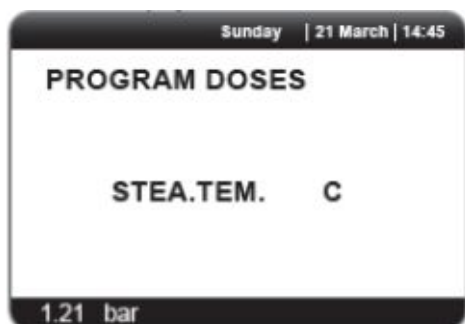 Sunday | 21 March | 14:45
PROGRAM DOSES
STEA.TEM. C
1.21 bar